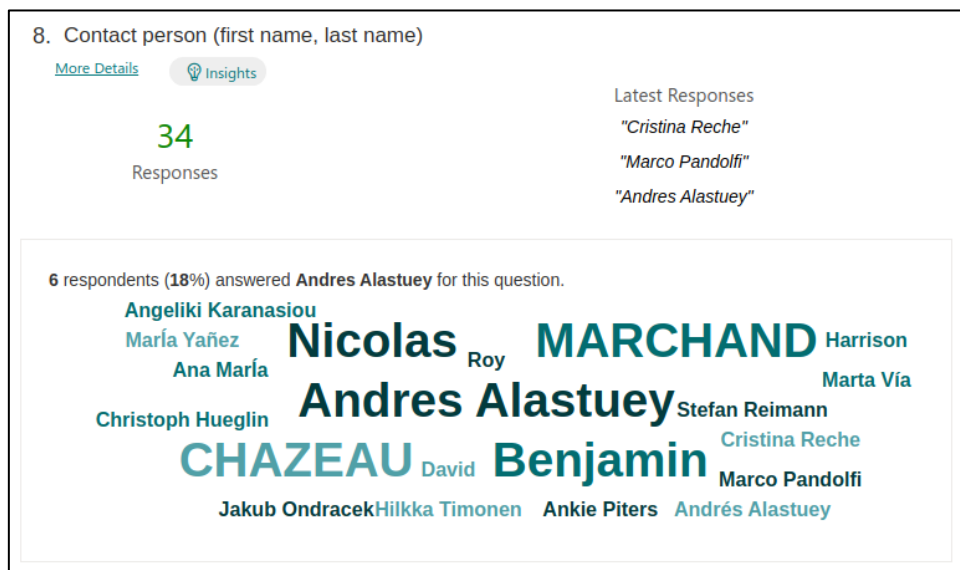 8. Contact person (first name, last name)
More Details
Insights
34
Responses
Latest Responses
"Cristina Reche"
"Marco Pandolfi"
"Andres Alastuey"
6 respondents (18%) answered Andres Alastuey for this question.
Angeliki Karanasiou
MarÍa Yañez
Ana MarÍa
Nicolas
Roy
MARCHAND
Harrison
Marta Vía
Christoph Hueglin
Andres Alastuey
Stefan Reimann
CHAZEAU
David
Benjamin
Cristina Reche
Marco Pandolfi
Jakub Ondracek
Hilkka Timonen
Ankie Piters
Andrés Alastuey